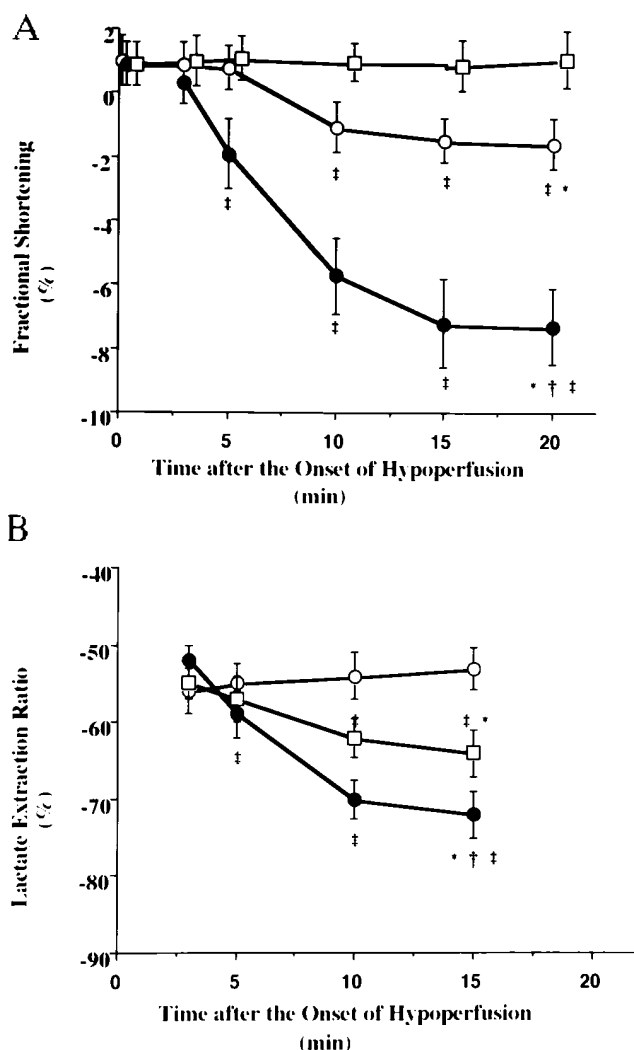 A
2
0
-2
-4
-6
-8
-10
Fractional Shortening
(%)
‡ ‡ ‡ ‡ *
‡ ‡ ‡ * † ‡
0 5 10 15 20
Time after the Onset of Hypoperfusion
(min)
B
-40
-50
-60
-70
-80
-90
Lactate Extraction Ratio
(%)
‡ ‡ *
‡ ‡ * † ‡
0 5 10 15 20
Time after the Onset of Hypoperfusion
(min)